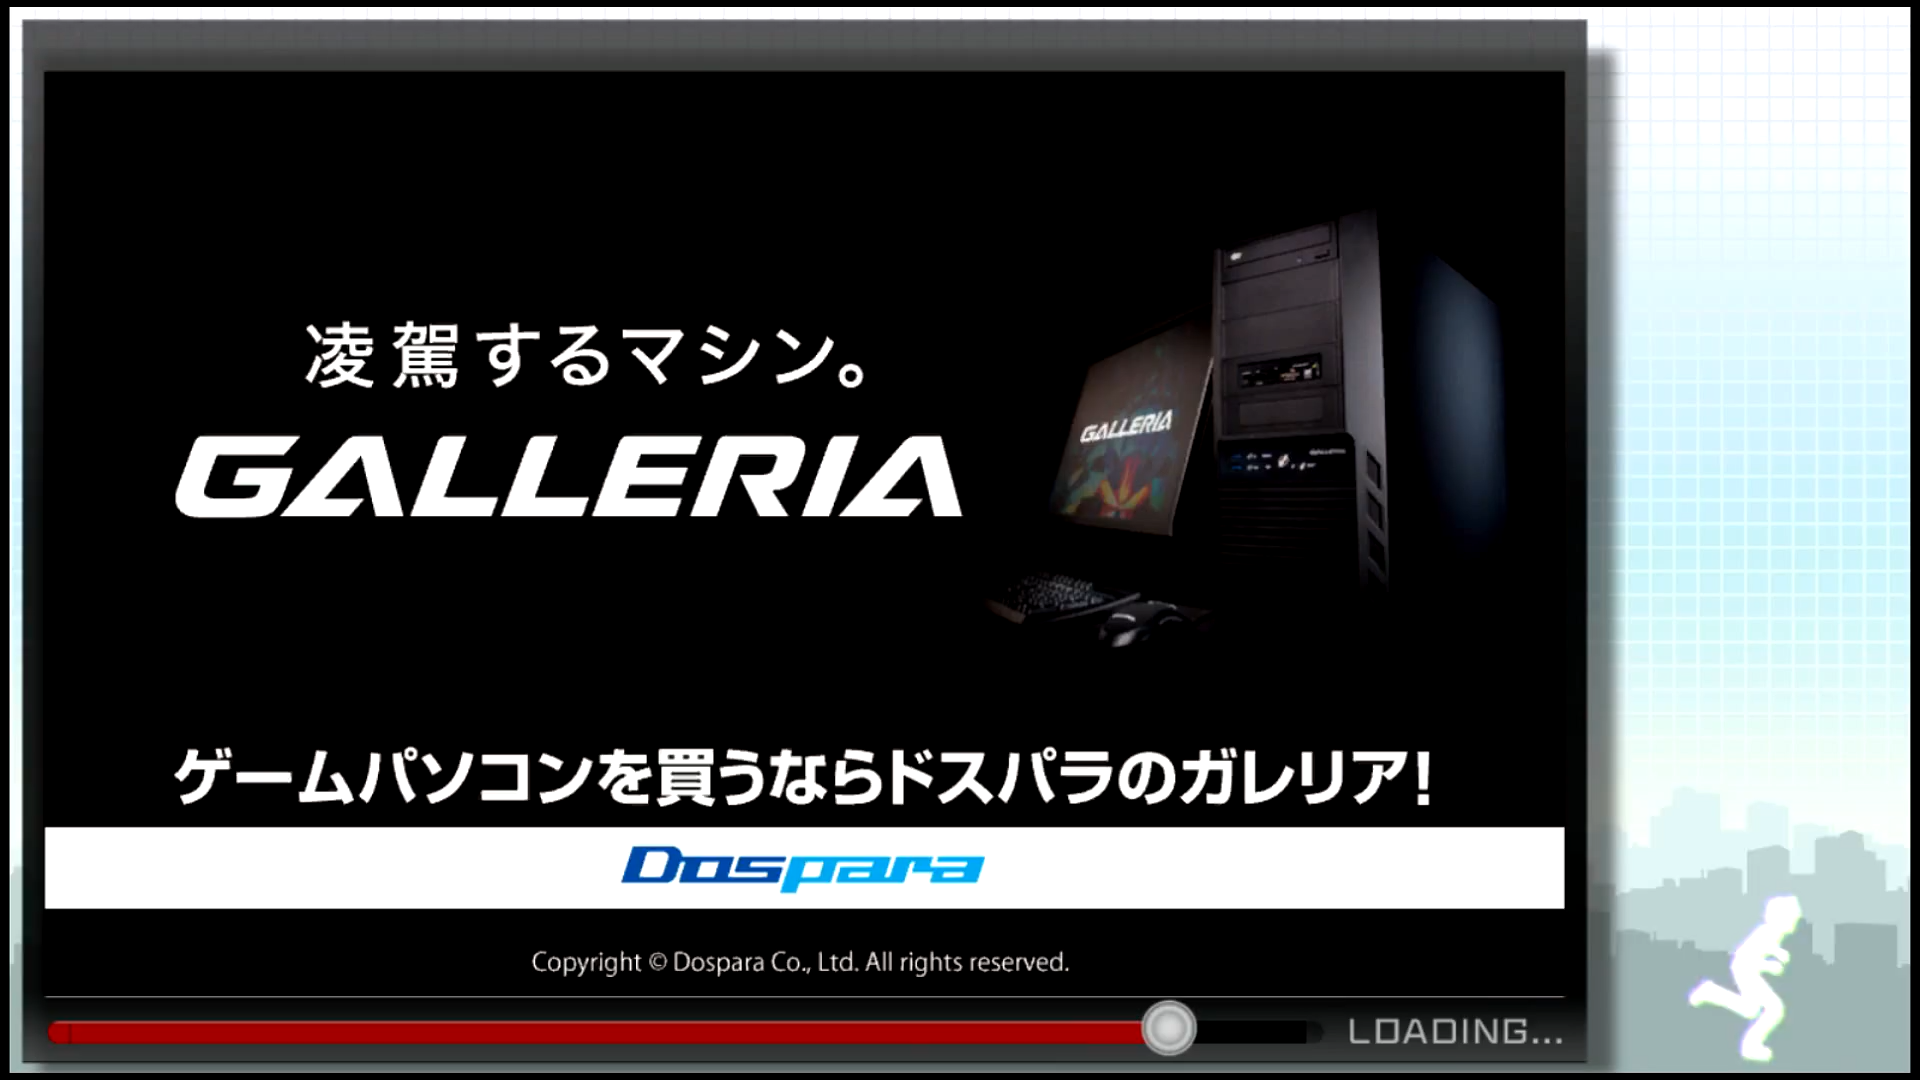 凌駕するマシン。
GALLERIA
GALLERIA
ゲームパソコンを買うならドスパラのガレリア!
Dospara
Copyright © Dospara Co., Ltd. All rights reserved.
LOADING...